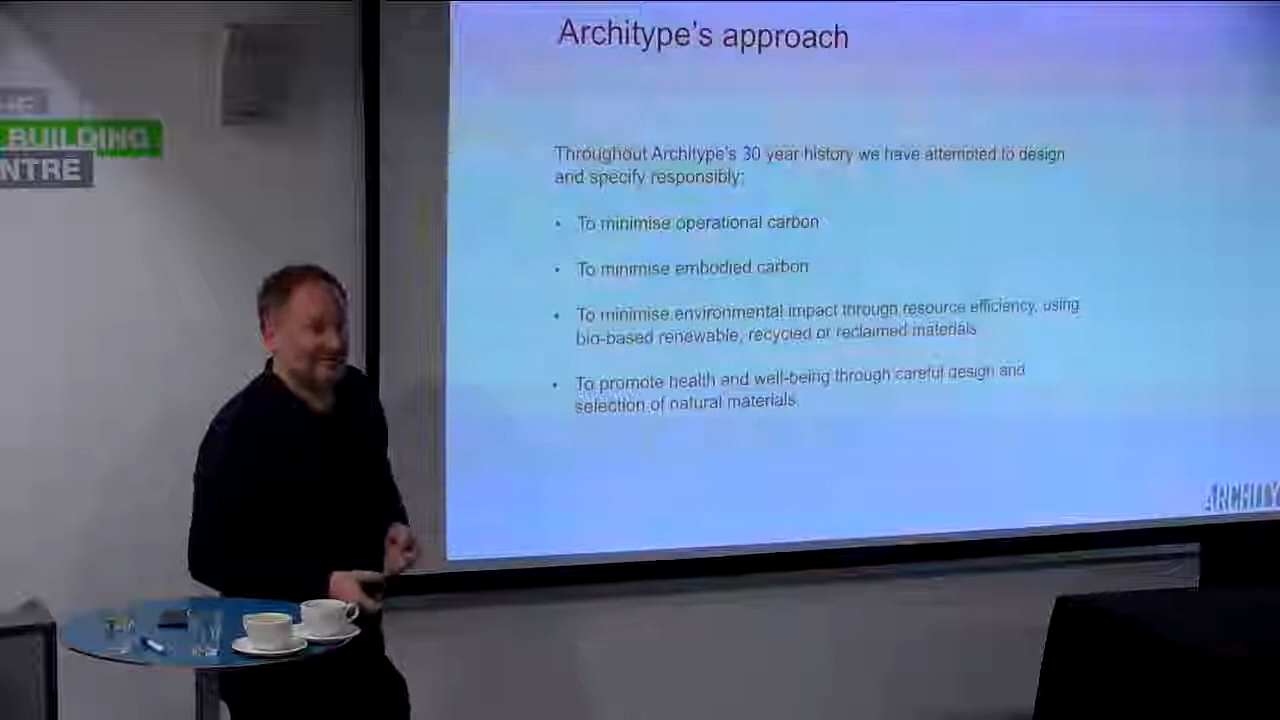 HE
BUILDING
NTRE
Architype's approach
Throughout Architype's 30 year history we have attempted to design
and specify responsibly;
• To minimise operational carbon
• To minimise embodied carbon
• To minimise environmental impact through resource efficiency, using
bio-based renewable, recycled or reclaimed materials
• To promote health and well-being through careful design and
selection of natural materials
ARCHITY